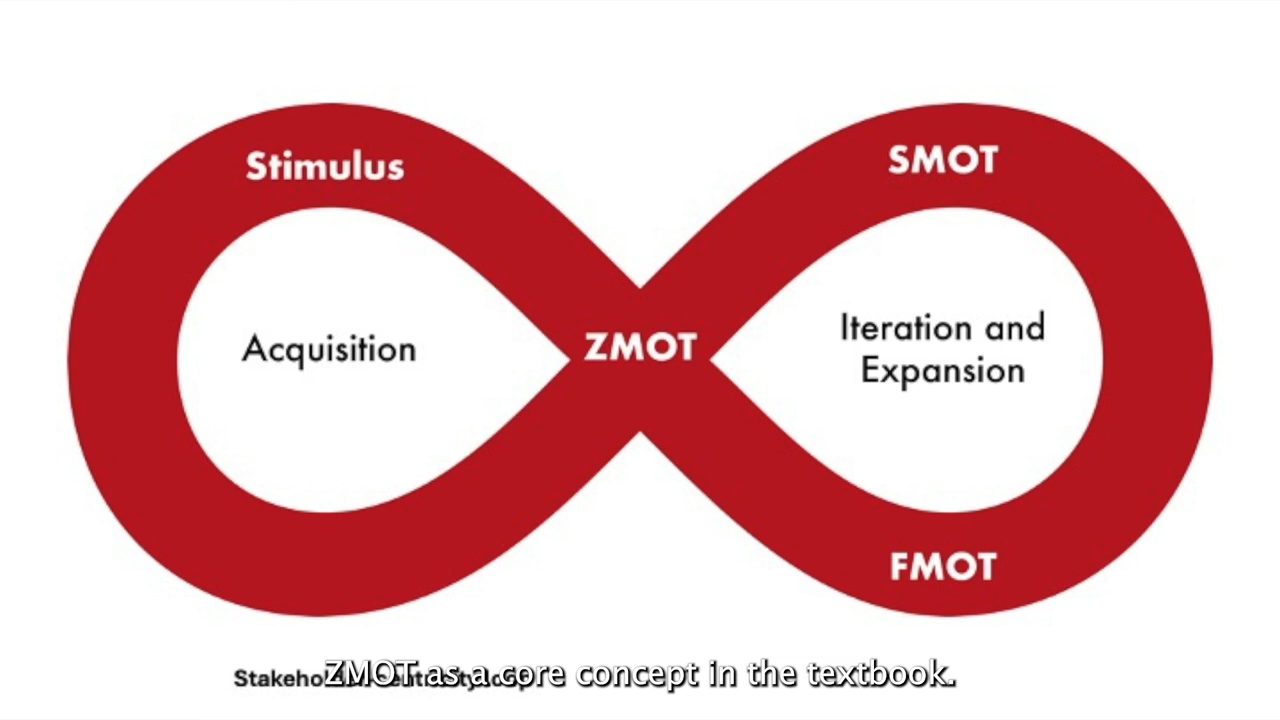 Stimulus
SMOT
Acquisition
ZMOT
Iteration and
Expansion
FMOT
ZMOT as a core concept in the textbook.